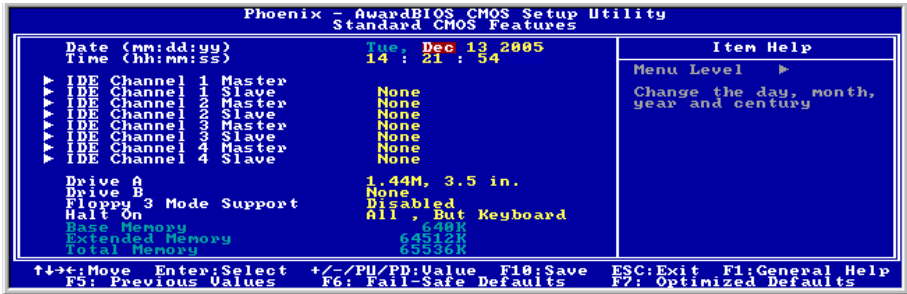 Phoenix - AwardBIOS CMOS Setup Utility
Standard CMOS Features
Date (mm:dd:yy) Tue, Dec 13 2005
Time (hh:mm:ss) 14 : 21 : 54
IDE Channel 1 Master
IDE Channel 1 Slave None
IDE Channel 2 Master None
IDE Channel 2 Slave None
IDE Channel 3 Master None
IDE Channel 3 Slave None
IDE Channel 4 Master None
IDE Channel 4 Slave None
Drive A 1.44M, 3.5 in.
Drive B None
Floppy 3 Mode Support Disabled
Halt On All , But Keyboard
Base Memory 640K
Extended Memory 64512K
Total Memory 65536K
Item Help
Menu Level ►
Change the day, month,
year and century
↑↓→←:Move Enter:Select +/-/PU/PD:Value F10:Save ESC:Exit F1:General Help
F5: Previous Values F6: Fail-Safe Defaults F7: Optimized Defaults